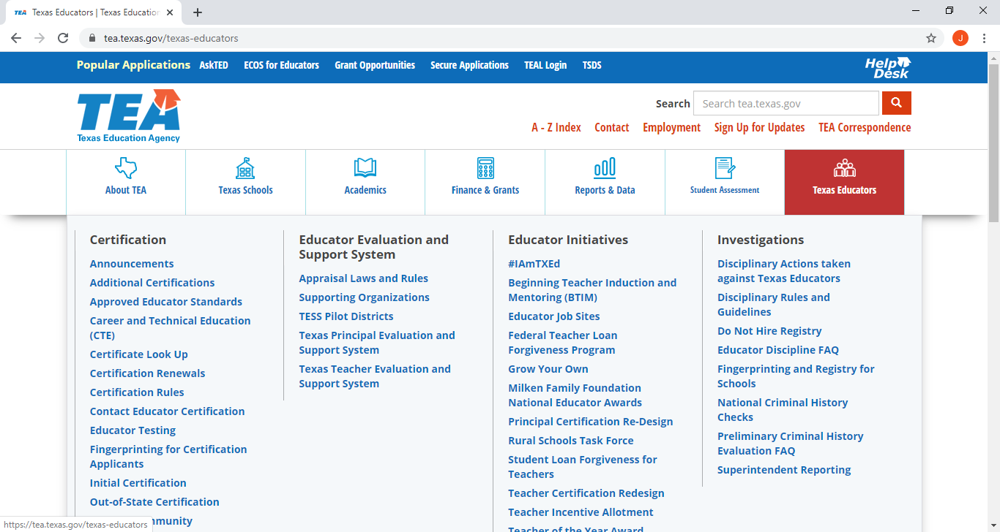 TEA Texas Educators | Texas Education
tea.texas.gov/texas-educators
J
Popular Applications AskTED ECOS for Educators Grant Opportunities Secure Applications TEAL Login TSDS
Help Desk
TEA
Texas Education Agency
Search Search tea.texas.gov
A - Z Index Contact Employment Sign Up for Updates TEA Correspondence
About TEA Texas Schools Academics Finance & Grants Reports & Data Student Assessment Texas Educators
Certification
Announcements
Additional Certifications
Approved Educator Standards
Career and Technical Education
(CTE)
Certificate Look Up
Certification Renewals
Certification Rules
Contact Educator Certification
Educator Testing
Fingerprinting for Certification
Applicants
Initial Certification
Out-of-State Certification
Educator Evaluation and
Support System
Appraisal Laws and Rules
Supporting Organizations
TESS Pilot Districts
Texas Principal Evaluation and
Support System
Texas Teacher Evaluation and
Support System
Educator Initiatives
#IAmTXEd
Beginning Teacher Induction and
Mentoring (BTIM)
Educator Job Sites
Federal Teacher Loan
Forgiveness Program
Grow Your Own
Milken Family Foundation
National Educator Awards
Principal Certification Re-Design
Rural Schools Task Force
Student Loan Forgiveness for
Teachers
Teacher Certification Redesign
Teacher Incentive Allotment
Teacher of the Year Award
Investigations
Disciplinary Actions taken
against Texas Educators
Disciplinary Rules and
Guidelines
Do Not Hire Registry
Educator Discipline FAQ
Fingerprinting and Registry for
Schools
National Criminal History
Checks
Preliminary Criminal History
Evaluation FAQ
Superintendent Reporting
https://tea.texas.gov/texas-educators